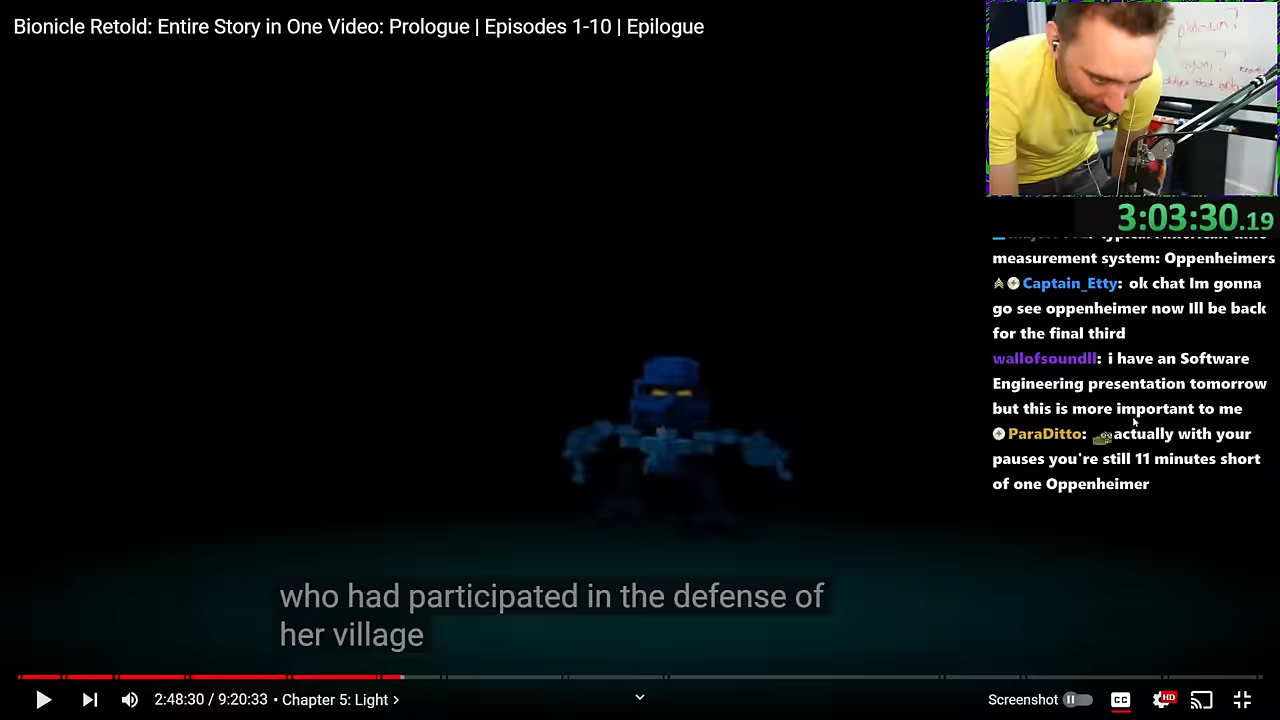 Bionicle Retold: Entire Story in One Video: Prologue | Episodes 1-10 | Epilogue
3:03:30.19
measurement system: Oppenheimers
Captain_Etty: ok chat Im gonna
go see oppenheimer now Ill be back
for the final third
wallofsoundll: i have an Software
Engineering presentation tomorrow
but this is more important to me
ParaDitto: actually with your
pauses you're still 11 minutes short
of one Oppenheimer
who had participated in the defense of
her village
2:48:30 / 9:20:33 • Chapter 5: Light >
Screenshot
CC
HD